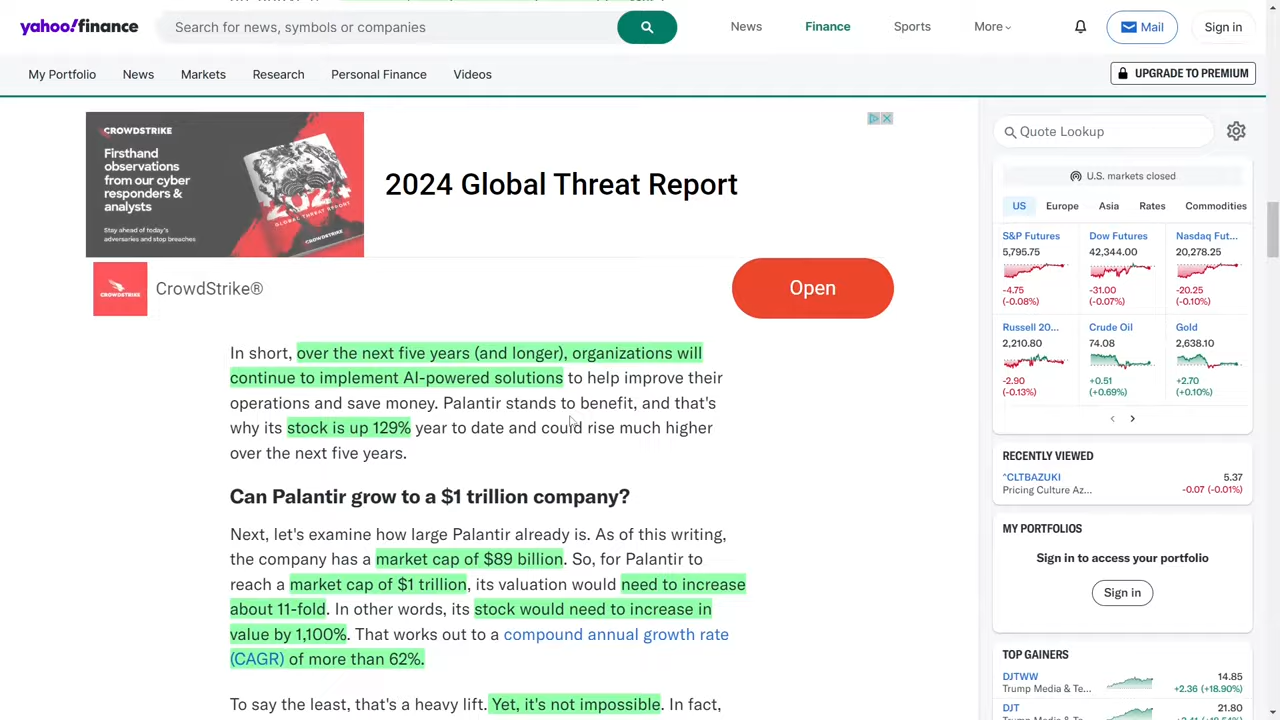 yahoo!finance
Search for news, symbols or companies
News
Finance
Sports
More
Mail
Sign in
My Portfolio
News
Markets
Research
Personal Finance
Videos
UPGRADE TO PREMIUM
CROWDSTRIKE
Firsthand
observations
from our cyber
responders &
analysts
Stay ahead of today's
adversaries and stop breaches
GLOBAL THREAT REPORT
CROWDSTRIKE
2024 Global Threat Report
CROWDSTRIKE
CrowdStrike®
Open
In short, over the next five years (and longer), organizations will
continue to implement AI-powered solutions to help improve their
operations and save money. Palantir stands to benefit, and that's
why its stock is up 129% year to date and could rise much higher
over the next five years.
Can Palantir grow to a $1 trillion company?
Next, let's examine how large Palantir already is. As of this writing,
the company has a market cap of $89 billion. So, for Palantir to
reach a market cap of $1 trillion, its valuation would need to increase
about 11-fold. In other words, its stock would need to increase in
value by 1,100%. That works out to a compound annual growth rate
(CAGR) of more than 62%.
To say the least, that's a heavy lift. Yet, it's not impossible. In fact,
Quote Lookup
U.S. markets closed
US
Europe
Asia
Rates
Commodities
S&P Futures
5,795.75
-4.75
(-0.08%)
Dow Futures
42,344.00
-31.00
(-0.07%)
Nasdaq Fut...
20,278.25
-20.25
(-0.10%)
Russell 20...
2,210.80
-2.90
(-0.13%)
Crude Oil
74.08
+0.51
(+0.69%)
Gold
2,638.10
+2.70
(+0.10%)
RECENTLY VIEWED
^CLTBAZUKI 5.37
Pricing Culture Az... -0.07 (-0.01%)
MY PORTFOLIOS
Sign in to access your portfolio
Sign in
TOP GAINERS
DJTWW 14.85
Trump Media & Te... +2.36 (+18.90%)
DJT 21.80